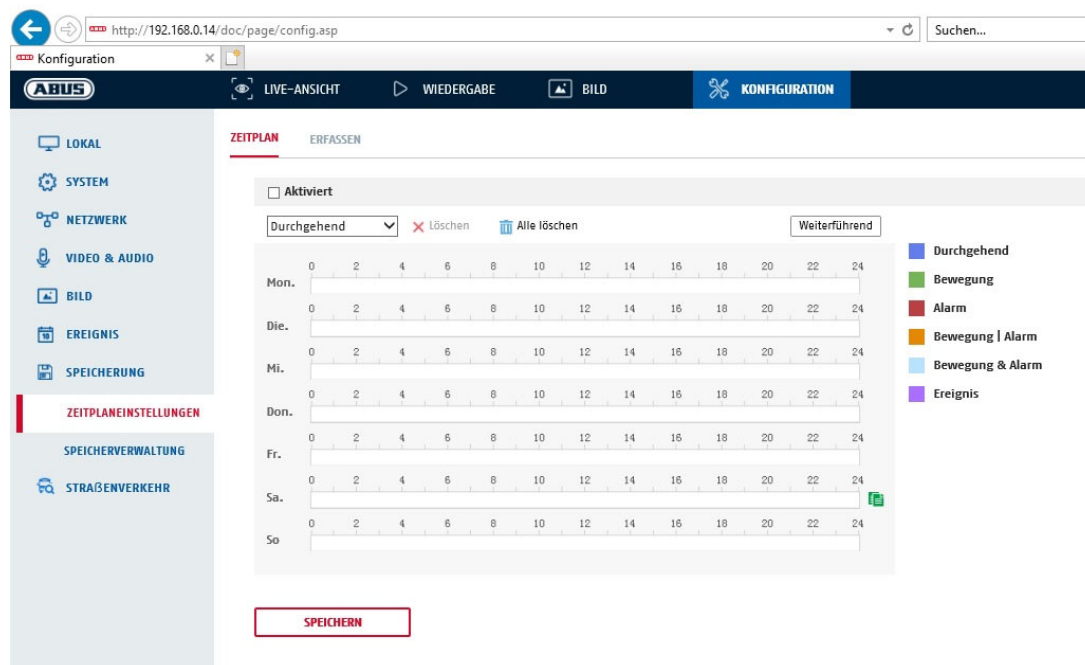 http://192.168.0.14/doc/page/config.asp
Suchen...
Konfiguration
ABUS
LIVE-ANSICHT
WIEDERGABE
BILD
KONFIGURATION
LOKAL
SYSTEM
NETZWERK
VIDEO & AUDIO
BILD
EREIGNIS
SPEICHERUNG
ZEITPLANEINSTELLUNGEN
SPEICHERVERWALTUNG
STRAßENVERKEHR
ZEITPLAN ERFASSEN
Aktiviert
Durchgehend Löschen Alle löschen Weiterführend
0 2 4 6 8 10 12 14 16 18 20 22 24
Mon.
0 2 4 6 8 10 12 14 16 18 20 22 24
Die.
0 2 4 6 8 10 12 14 16 18 20 22 24
Mi.
0 2 4 6 8 10 12 14 16 18 20 22 24
Don.
0 2 4 6 8 10 12 14 16 18 20 22 24
Fr.
0 2 4 6 8 10 12 14 16 18 20 22 24
Sa.
0 2 4 6 8 10 12 14 16 18 20 22 24
So
Durchgehend
Bewegung
Alarm
Bewegung | Alarm
Bewegung & Alarm
Ereignis
SPEICHERN